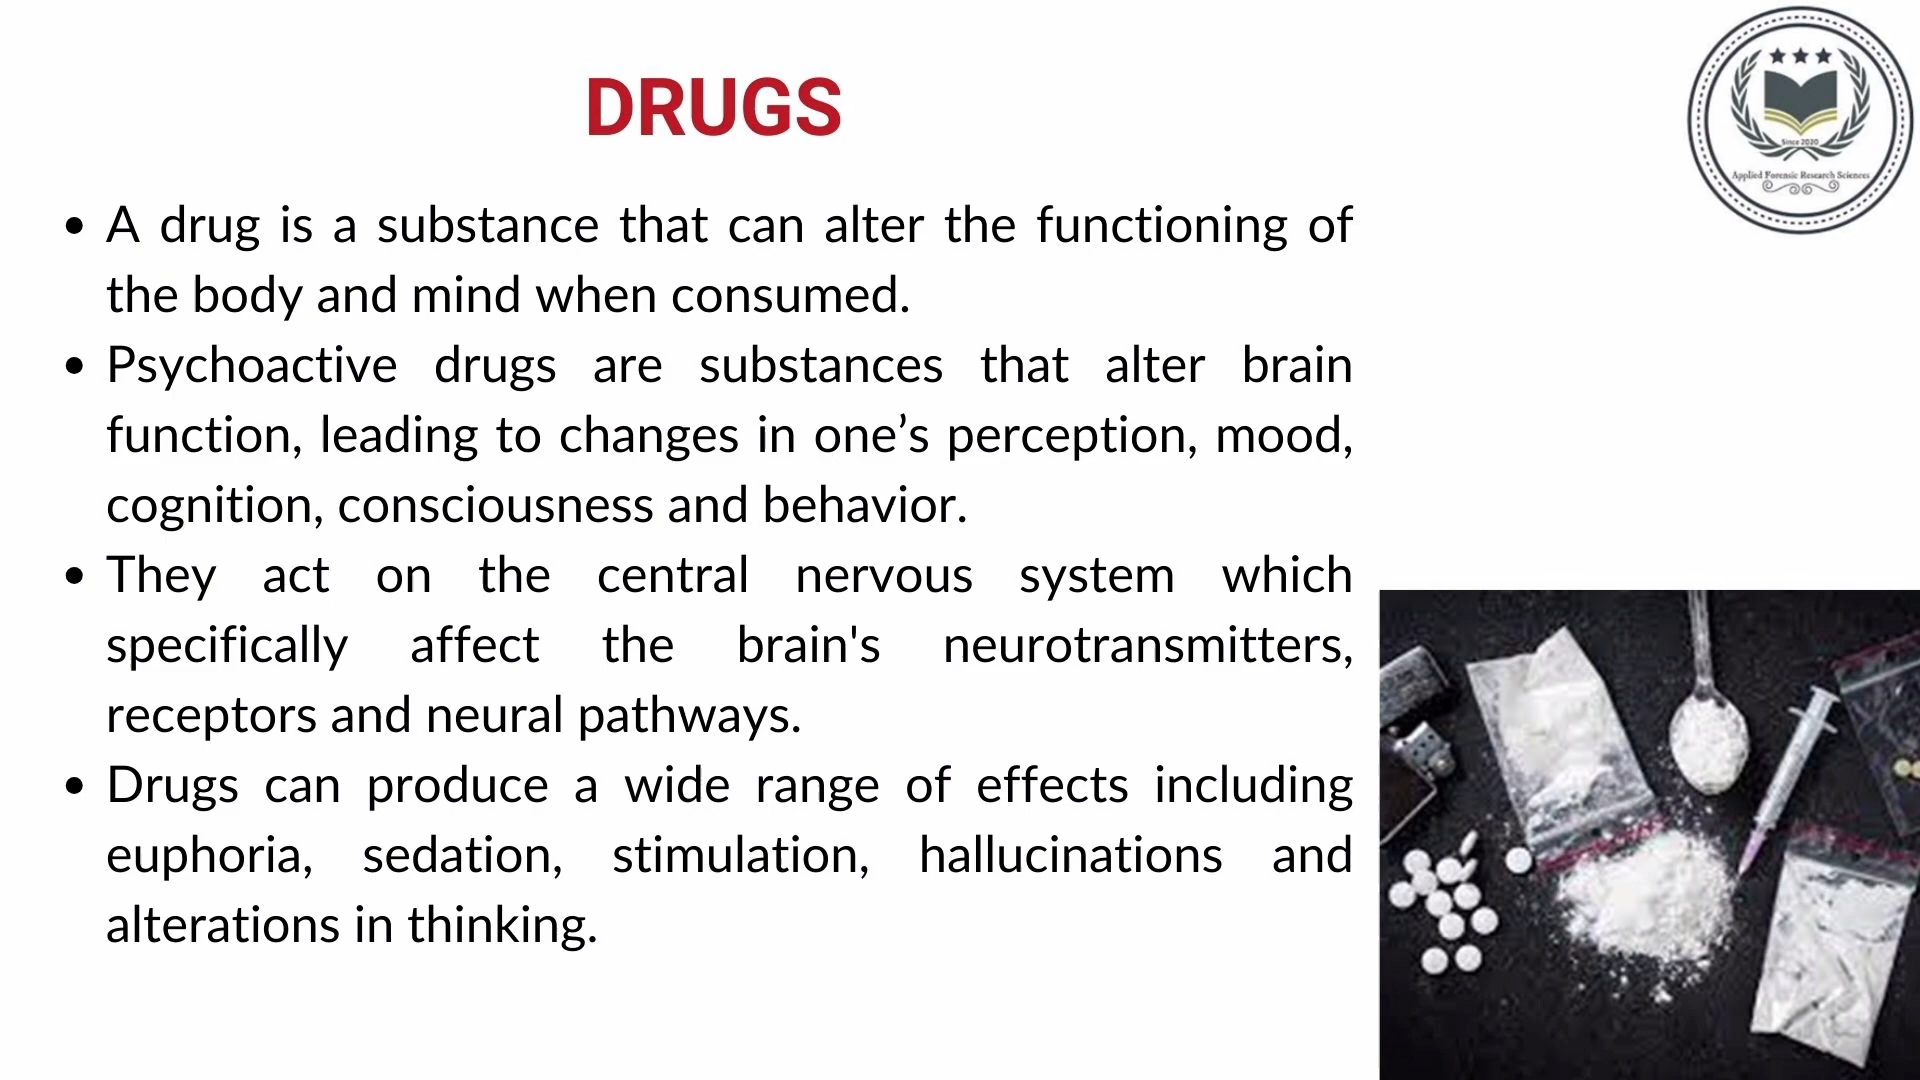 DRUGS
Since 2020
Applied Forensic Research Sciences
• A drug is a substance that can alter the functioning of
the body and mind when consumed.
• Psychoactive drugs are substances that alter brain
function, leading to changes in one’s perception, mood,
cognition, consciousness and behavior.
• They act on the central nervous system which
specifically affect the brain's neurotransmitters,
receptors and neural pathways.
• Drugs can produce a wide range of effects including
euphoria, sedation, stimulation, hallucinations and
alterations in thinking.